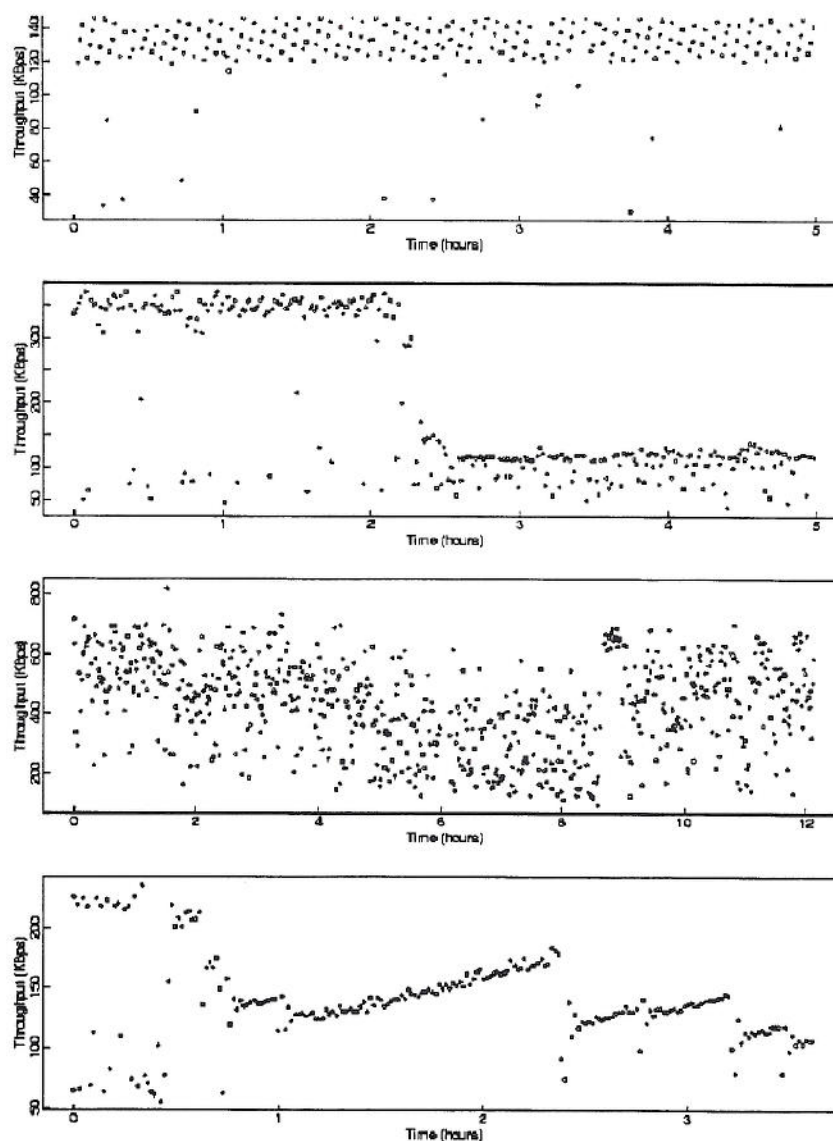 Throughput (KBps)
40 60 80 100 120 140
0 1 2 3 4 5
Time (hours)
Throughput (KBps)
50 100 200 300
0 1 2 3 4 5
Time (hours)
Throughput (KBps)
200 400 600 800
0 2 4 6 8 10 12
Time (hours)
Throughput (KBps)
50 100 150 200
0 1 2 3
Time (hours)